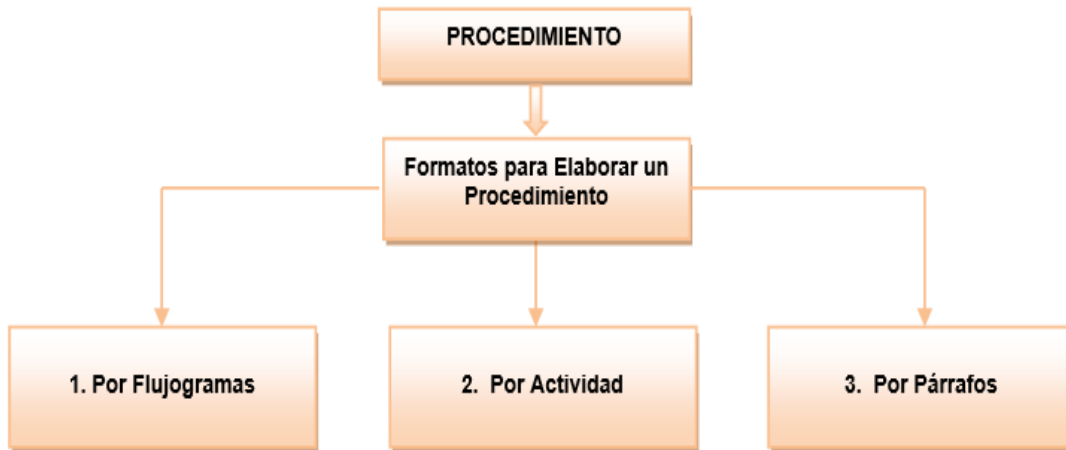 PROCEDIMIENTO
Formatos para Elaborar un
Procedimiento
1. Por Flujogramas
2. Por Actividad
3. Por Párrafos